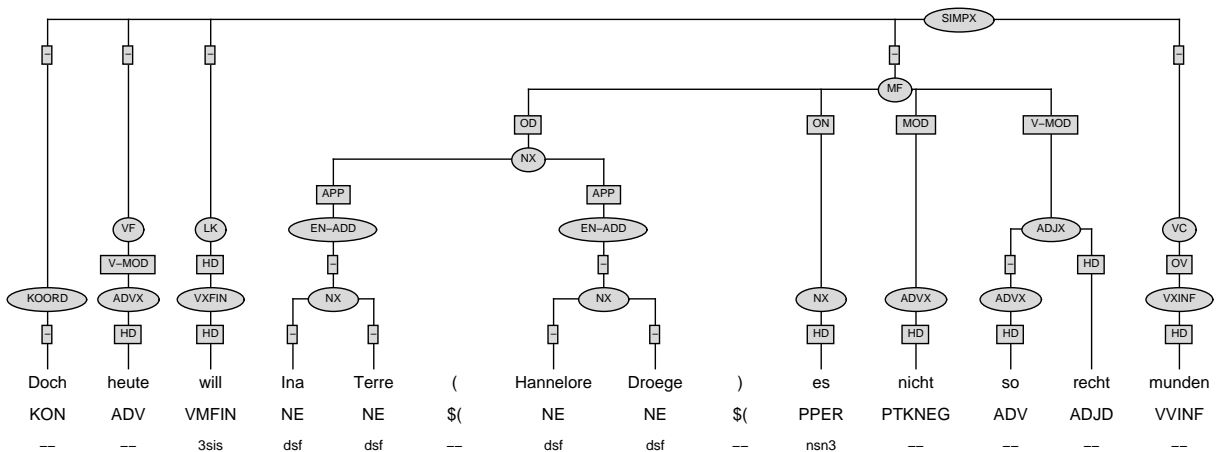 SIMPX
– – – – –
MF
OD ON MOD V–MOD
NX
APP APP
VF LK EN–ADD EN–ADD ADJX VC
V–MOD HD – – – HD OV
KOORD ADVX VXFIN NX NX NX ADVX ADVX VXINF
– HD HD – – – – HD HD HD HD
Doch heute will Ina Terre ( Hannelore Droege ) es nicht so recht munden
KON ADV VMFIN NE NE $( NE NE $( PPER PTKNEG ADV ADJD VVINF
–– –– 3sis dsf dsf –– dsf dsf –– nsn3 –– –– –– ––